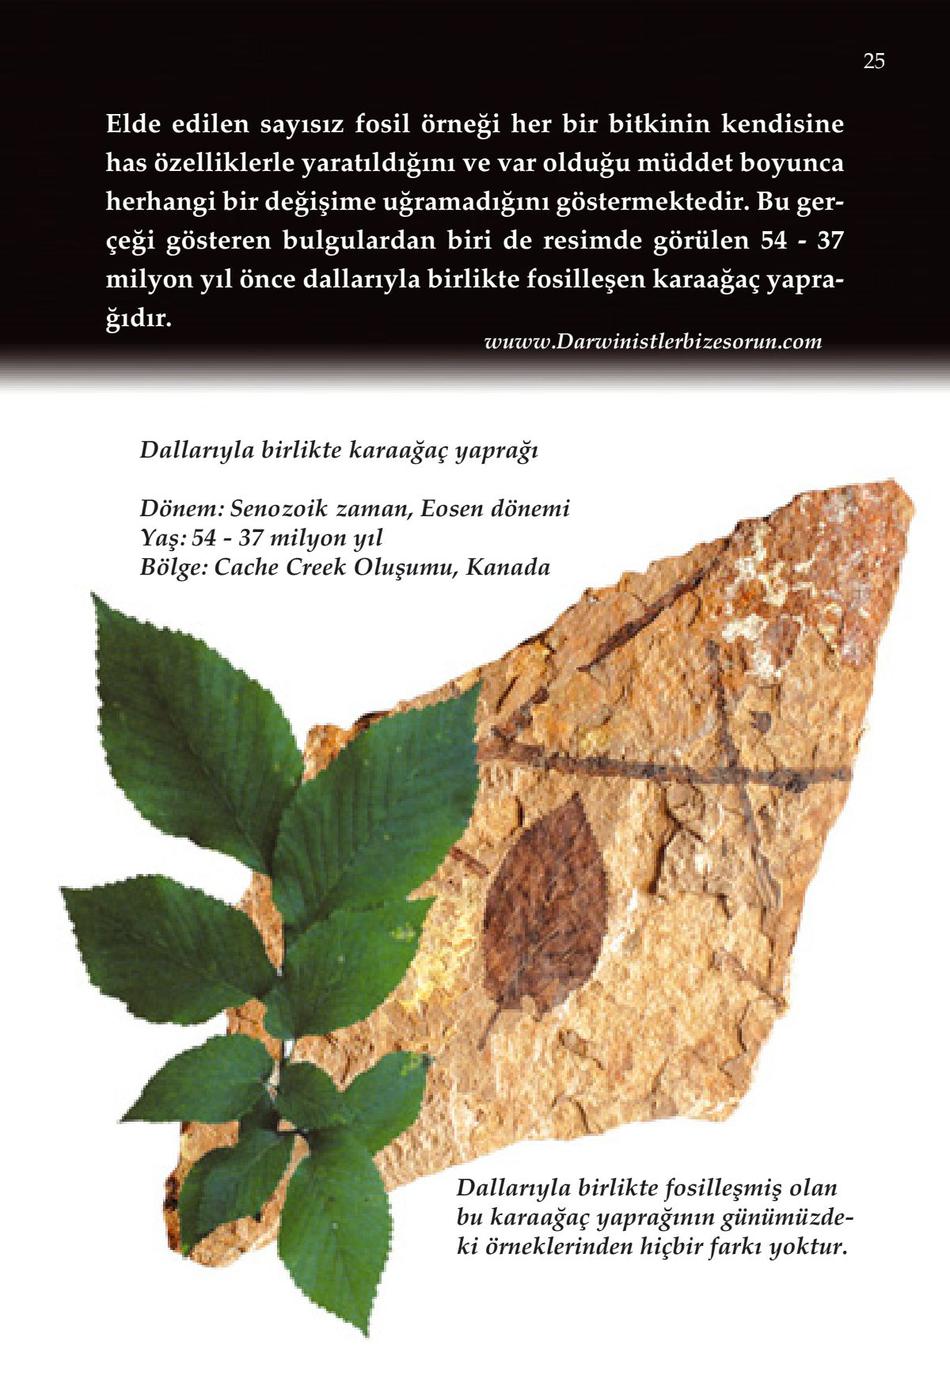 25
Elde edilen sayısız fosil örneği her bir bitkinin kendisine
has özelliklerle yaratıldığını ve var olduğu müddet boyunca
herhangi bir değişime uğramadığını göstermektedir. Bu ger-
çeği gösteren bulgulardan biri de resimde görülen 54 - 37
milyon yıl önce dallarıyla birlikte fosilleşen karaağaç yapra-
ğıdır.
wuww.Darwinistlerbizesorun.com
Dallarıyla birlikte karaağaç yaprağı
Dönem: Senozoik zaman, Eosen dönemi
Yaş: 54 - 37 milyon yıl
Bölge: Cache Creek Oluşumu, Kanada
Dallarıyla birlikte fosilleşmiş olan
bu karaağaç yaprağının günümüzde-
ki örneklerinden hiçbir farkı yoktur.